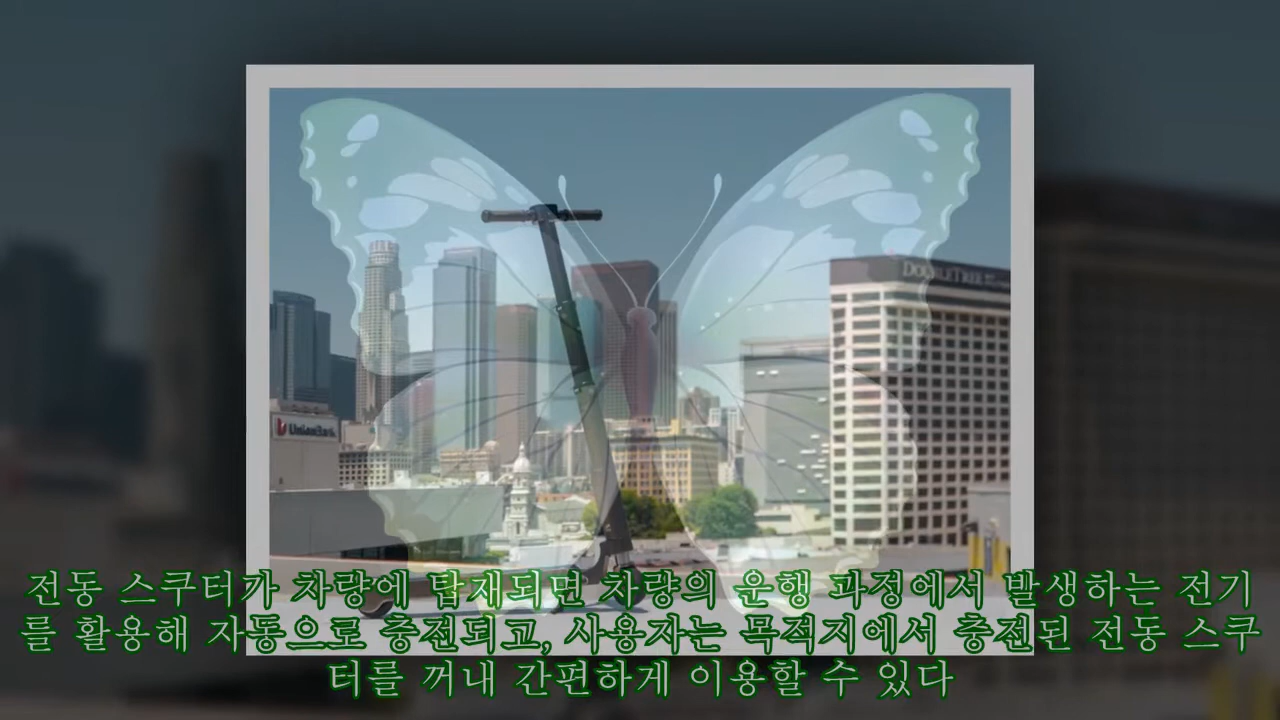 DOUBLETREE
UnionBank
전동 스쿠터가 차량에 탑재되면 차량의 운행 과정에서 발생하는 전기
를 활용해 자동으로 충전되고, 사용자는 목적지에서 충전된 전동 스쿠
터를 꺼내 간편하게 이용할 수 있다